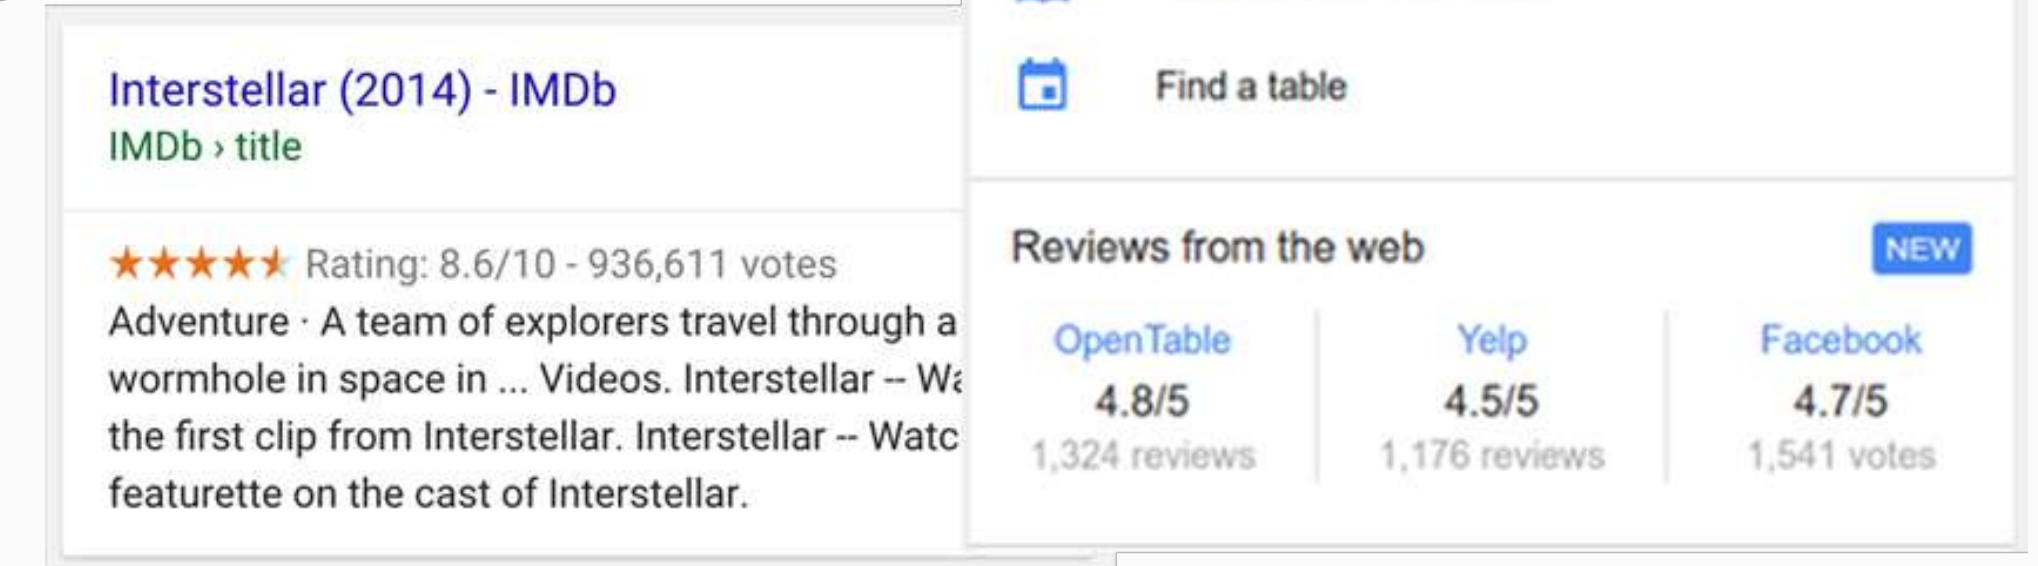 Interstellar (2014) - IMDb
IMDb › title
Rating: 8.6/10 - 936,611 votes
Adventure · A team of explorers travel through a
wormhole in space in ... Videos. Interstellar -- Wa
the first clip from Interstellar. Interstellar -- Watc
featurette on the cast of Interstellar.
Find a table
Reviews from the web
NEW
OpenTable
4.8/5
1,324 reviews
Yelp
4.5/5
1,176 reviews
Facebook
4.7/5
1,541 votes